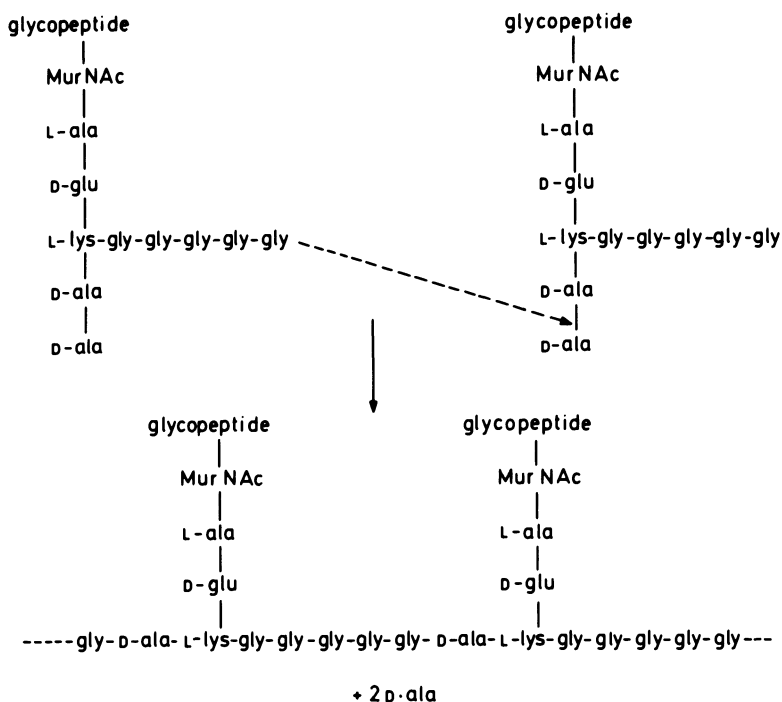 glycopeptide glycopeptide
MurNAc MurNAc
L-ala L-ala
D-glu D-glu
L-lys-gly-gly-gly-gly-gly L-lys-gly-gly-gly-gly-gly
D-ala D-ala
D-ala D-ala
glycopeptide glycopeptide
MurNAc MurNAc
L-ala L-ala
D-glu D-glu
-----gly-D-ala-L-lys-gly-gly-gly-gly-gly-D-ala-L-lys-gly-gly-gly-gly-gly---
+ 2 D·ala